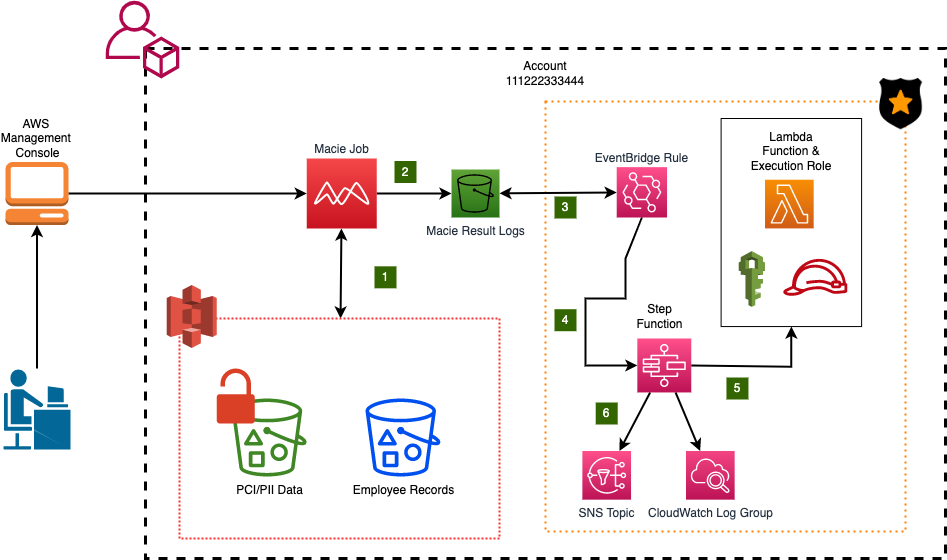 Account
111222333444
AWS
Management
Console
Lambda
Function &
Execution Role
Macie Job
EventBridge Rule
2
3
Macie Result Logs
1
4
Step
Function
5
6
PCI/PII Data
Employee Records
SNS Topic
CloudWatch Log Group